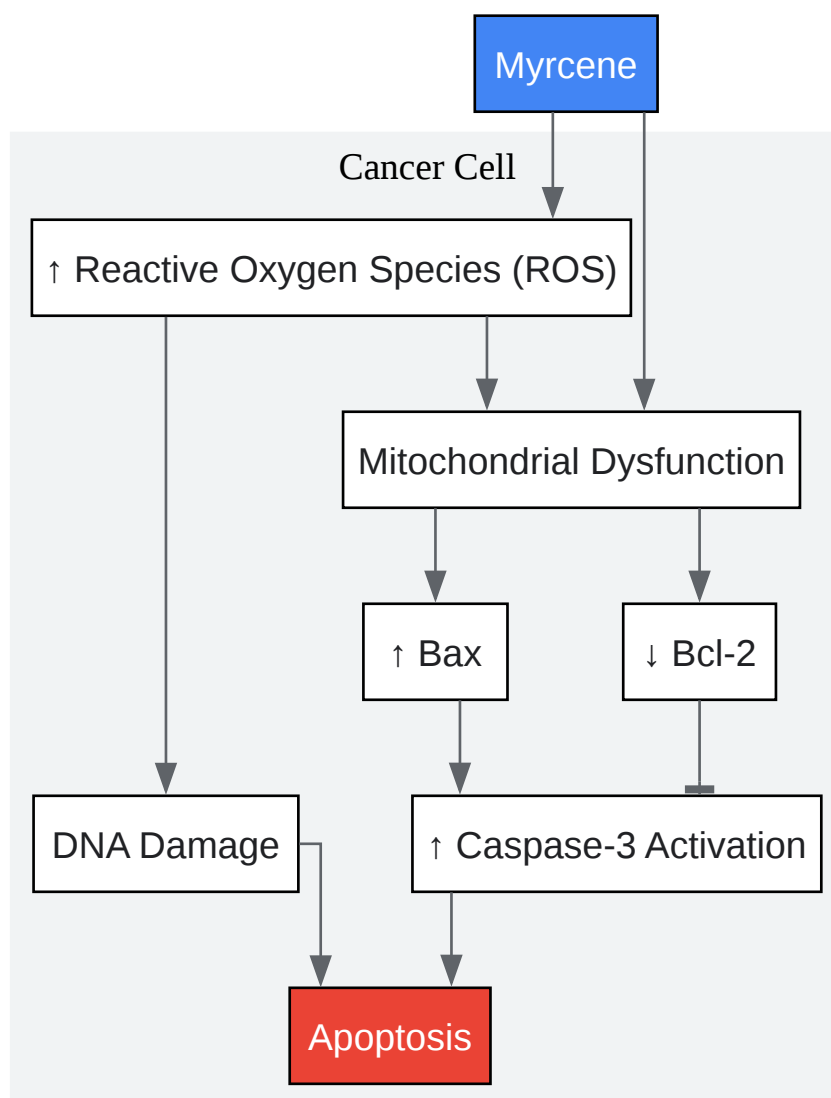 Myrcene
Cancer Cell
↑ Reactive Oxygen Species (ROS)
Mitochondrial Dysfunction
↑ Bax
↓ Bcl-2
DNA Damage
↑ Caspase-3 Activation
Apoptosis